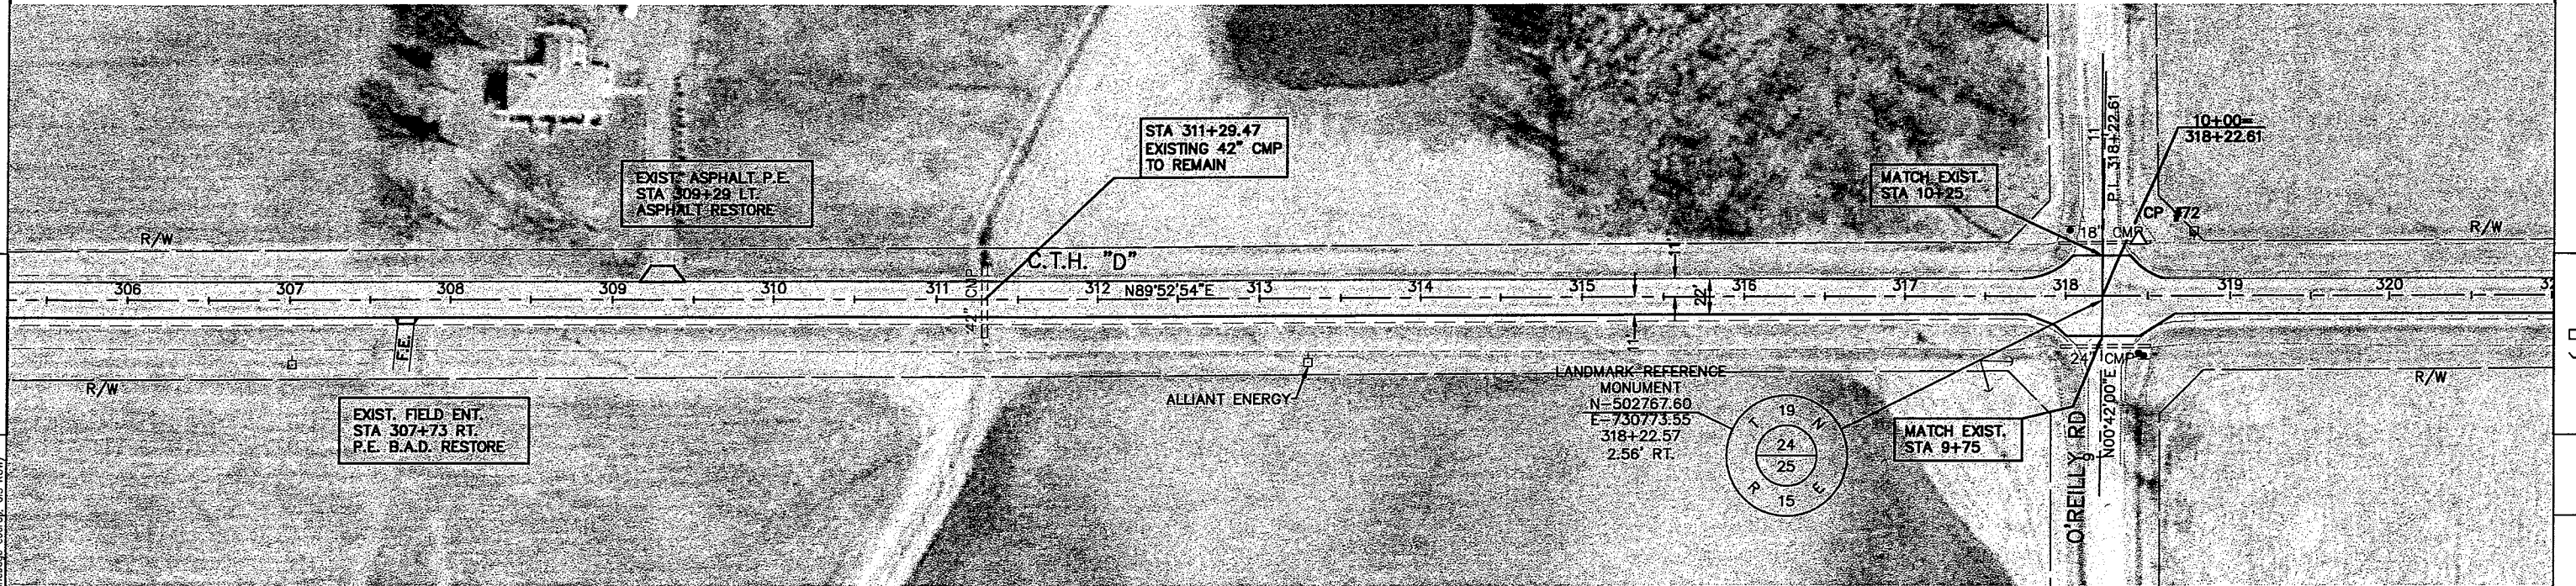 STA 311+29.47
EXISTING 42" CMP
TO REMAIN
10+00=
318+22.61
P.I. 318+22.61
11
EXIST. ASPHALT P.E.
STA 309+29 LT.
ASPHALT RESTORE
MATCH EXIST.
STA 10+25
CP #72
18" CMP
R/W
R/W
C.T.H. "D"
11'
306
307
308
309
310
311
312
313
314
315
316
317
318
319
320
N89°52'54"E
42" CMP
22'
11'
F.E.
24" CMP
R/W
R/W
ALLIANT ENERGY
LANDMARK REFERENCE
MONUMENT
N-502767.60
E-730773.55
318+22.57
2.56' RT.
T 19 N
24
25
R 15 E
EXIST. FIELD ENT.
STA 307+73 RT.
P.E. B.A.D. RESTORE
MATCH EXIST.
STA 9+75
9
N00°42'00"E
O'REILLY RD